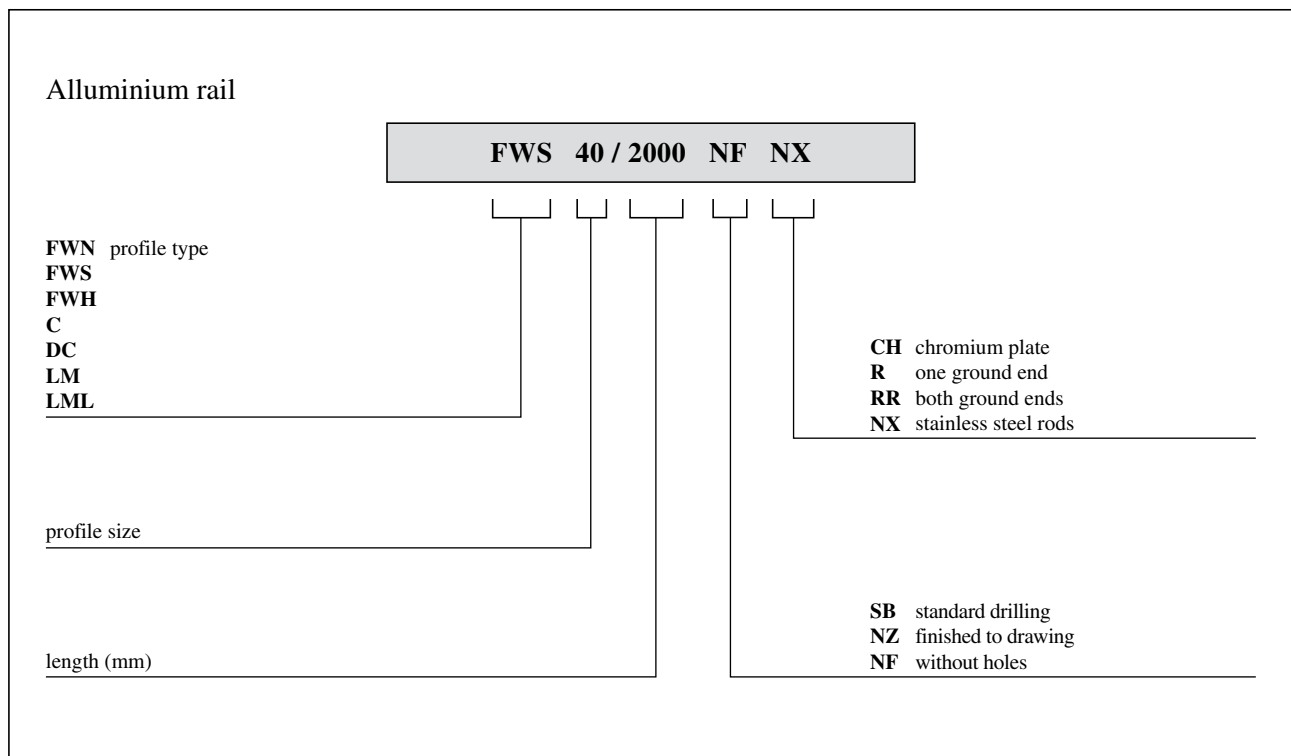 Alluminium rail
FWS 40 / 2000 NF NX
FWN profile type
FWS
FWH
C
DC
LM
LML
CH chromium plate
R one ground end
RR both ground ends
NX stainless steel rods
profile size
SB standard drilling
NZ finished to drawing
NF without holes
length (mm)